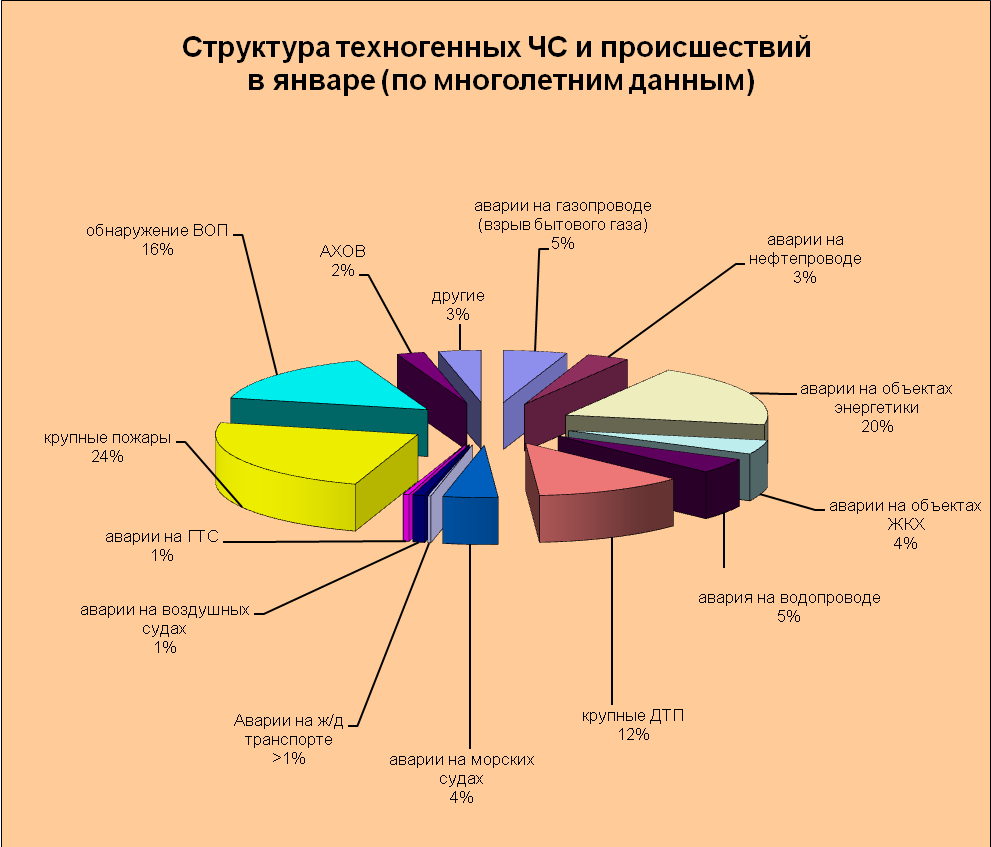 Структура техногенных ЧС и происшествий
в январе (по многолетним данным)
аварии на газопроводе
(взрыв бытового газа)
5%
аварии на
нефтепроводе
3%
аварии на объектах
энергетики
20%
аварии на объектах
ЖКХ
4%
авария на водопроводе
5%
крупные ДТП
12%
аварии на морских
судах
4%
Аварии на ж/д
транспорте
>1%
аварии на воздушных
судах
1%
аварии на ГТС
1%
крупные пожары
24%
обнаружение ВОП
16%
АХОВ
2%
другие
3%